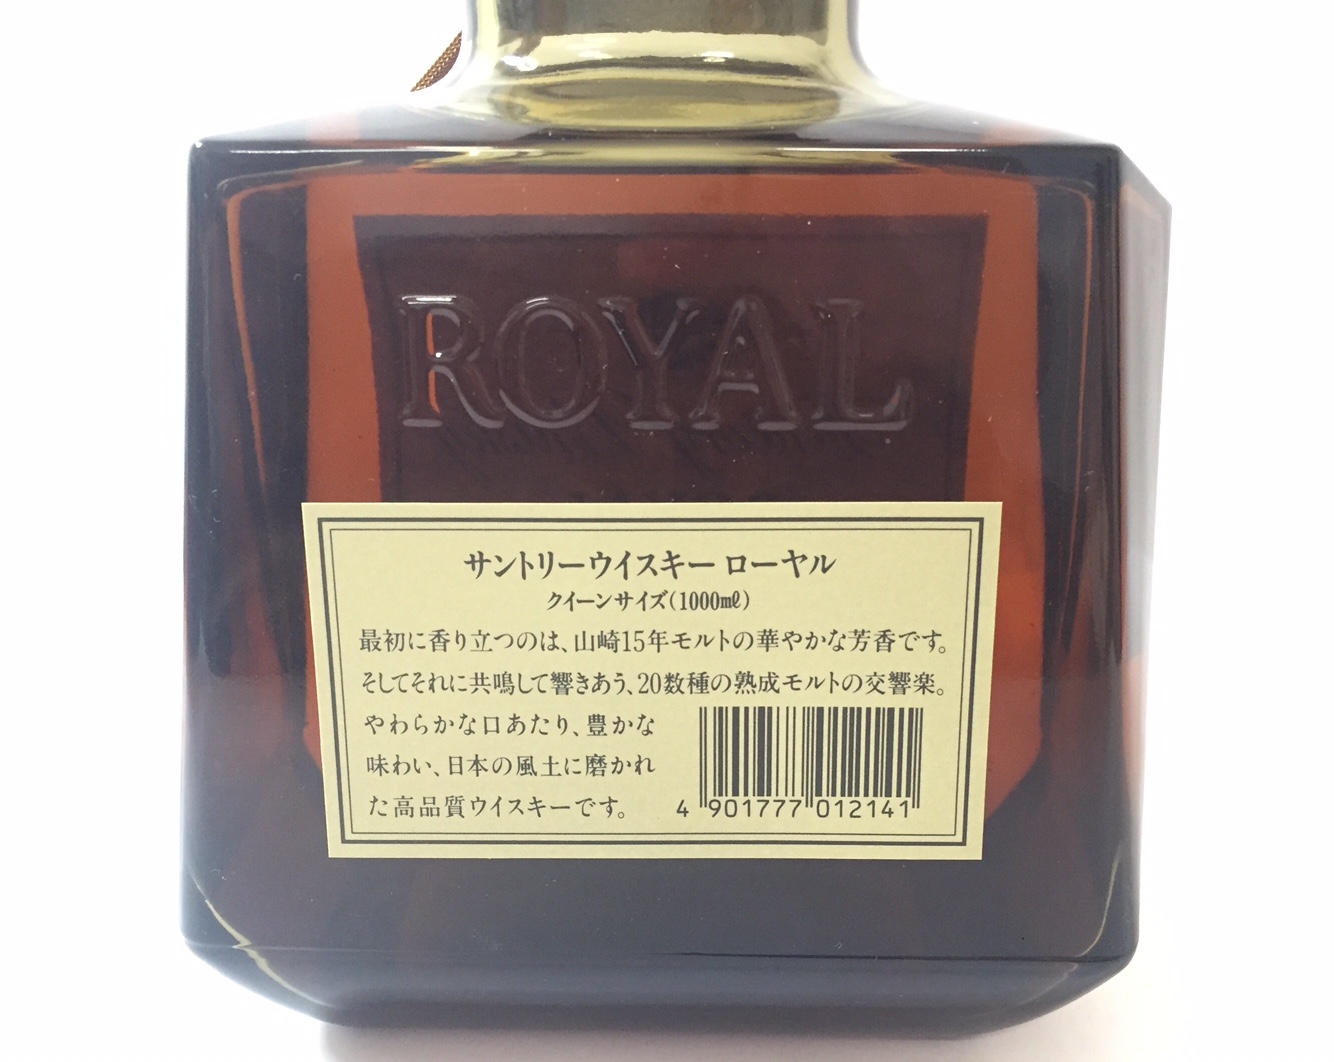 ROYAL
サントリーウイスキー ローヤル
クイーンサイズ(1000㎖)
最初に香り立つのは、山崎15年モルトの華やかな芳香です。
そしてそれに共鳴して響きあう、20数種の熟成モルトの交響楽。
やわらかな口あたり、豊かな
味わい、日本の風土に磨かれ
た高品質ウイスキーです。
4 901777 012141